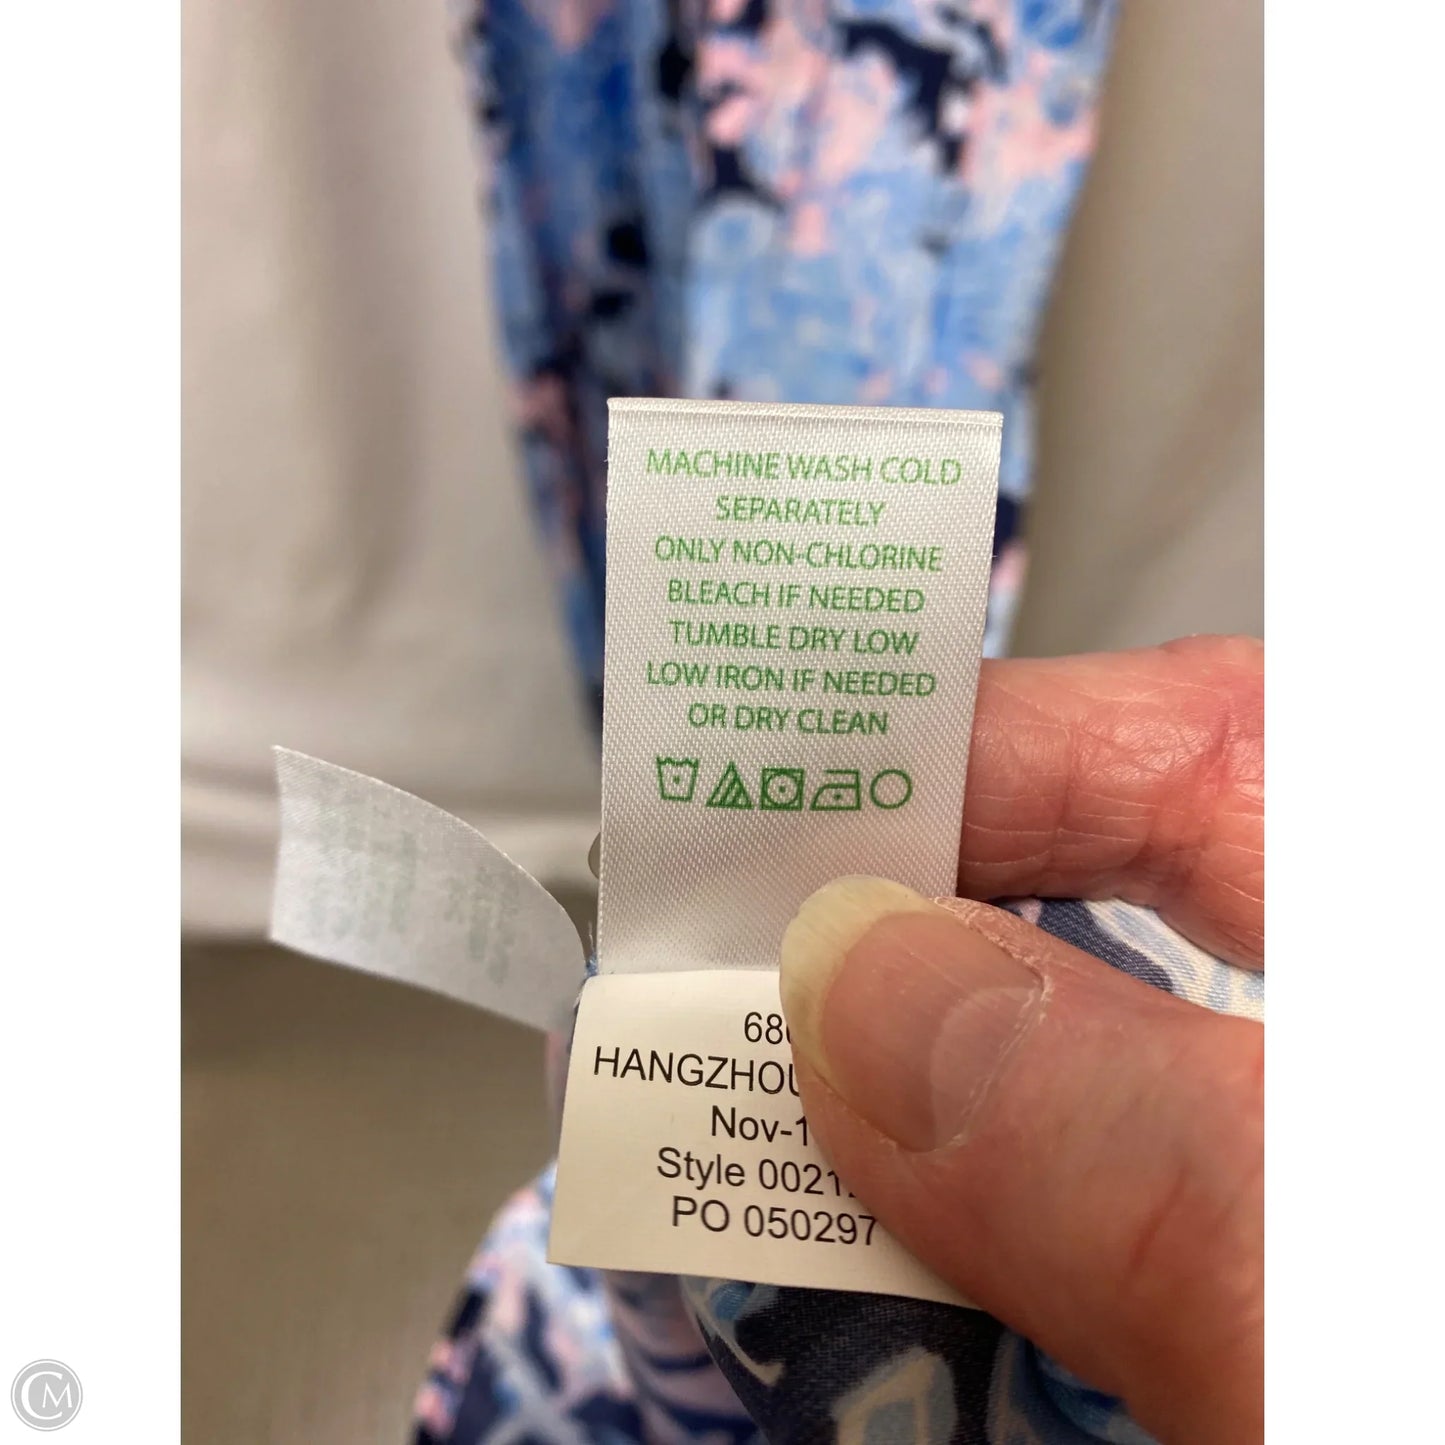 MACHINE WASH COLD
SEPARATELY
ONLY NON-CHLORINE
BLEACH IF NEEDED
TUMBLE DRY LOW
LOW IRON IF NEEDED
OR DRY CLEAN
HANGZHOU
Style
PO 050297
CM